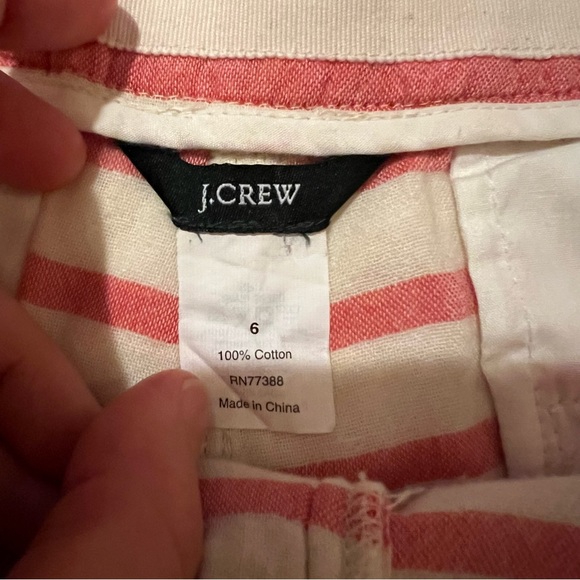 J.CREW
6
100% Cotton
RN77388
Made in China